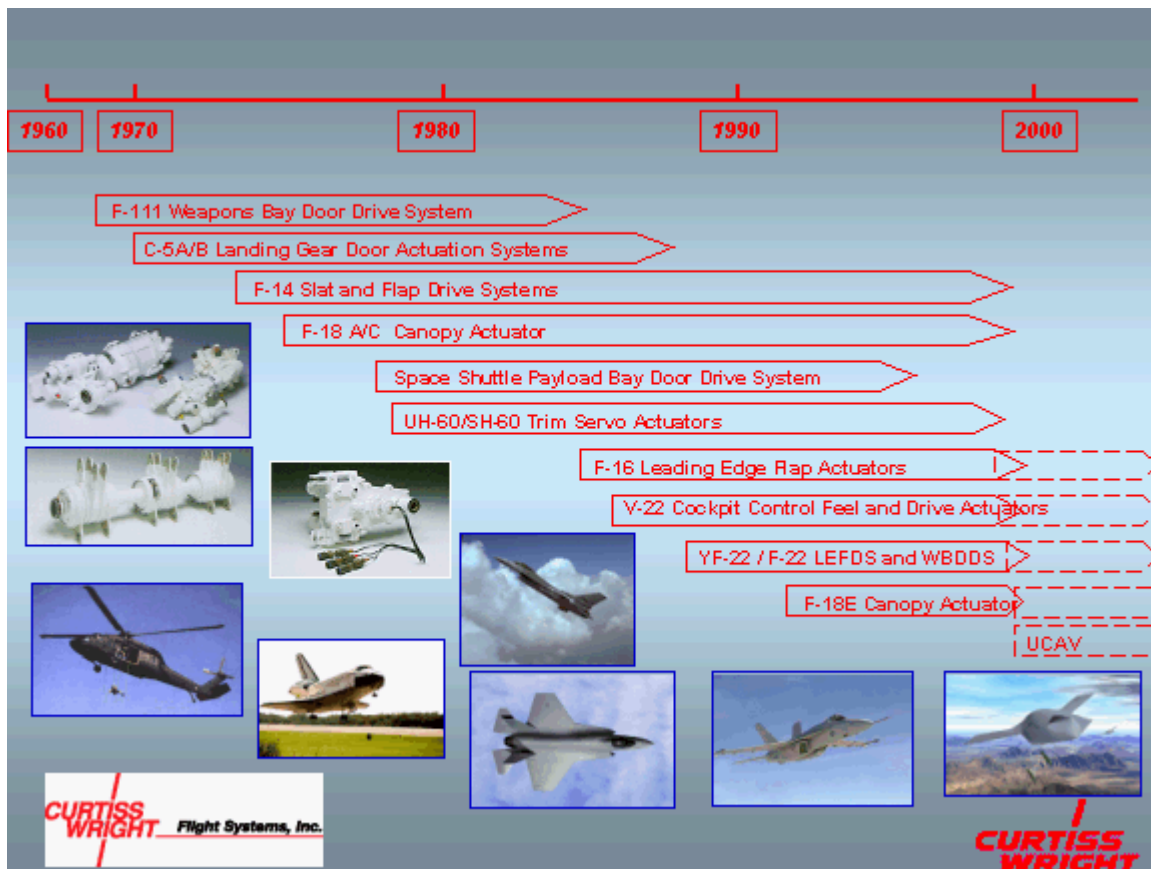 1960 1970 1980 1990 2000
F-111 Weapons Bay Door Drive System
C-5A/B Landing Gear Door Actuation Systems
F-14 Slat and Flap Drive Systems
F-18 A/C Canopy Actuator
Space Shuttle Payload Bay Door Drive System
UH-60/SH-60 Trim Servo Actuators
F-16 Leading Edge Flap Actuators
V-22 Cockpit Control Feel and Drive Actuators
YF-22 / F-22 LEFDS and WBDDS
F-18E Canopy Actuator
UCAV
CURTISS
WRIGHT Flight Systems, Inc.
CURTISS
WRIGHT